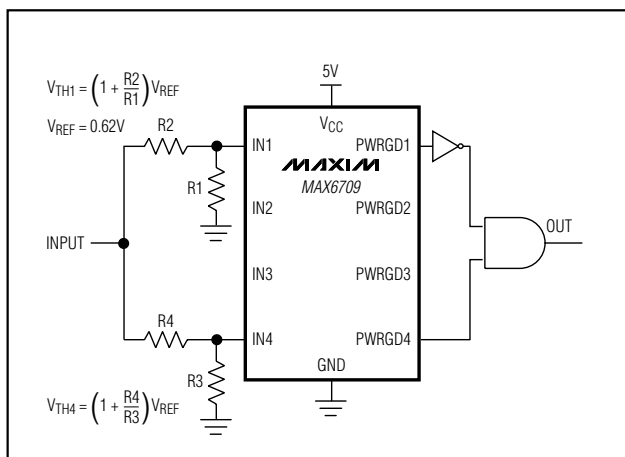 V_TH1 = (1 + R2/R1) V_REF
V_REF = 0.62V
5V
V_CC
R2
IN1
PWRGD1
MAXIM
MAX6709
R1
IN2
PWRGD2
OUT
INPUT
IN3
PWRGD3
R4
IN4
PWRGD4
GND
R3
V_TH4 = (1 + R4/R3) V_REF